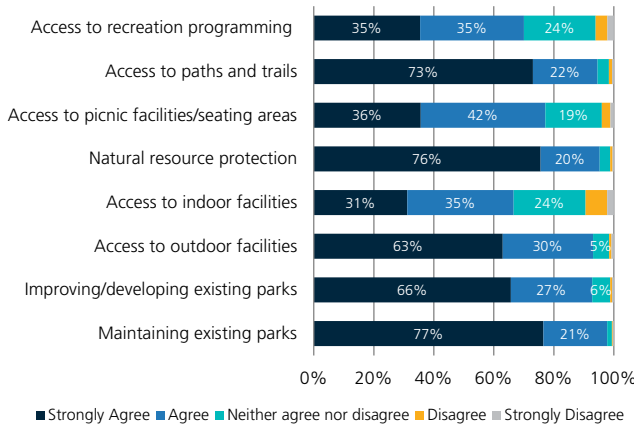 Access to recreation programming 35% 35% 24%
Access to paths and trails 73% 22%
Access to picnic facilities/seating areas 36% 42% 19%
Natural resource protection 76% 20%
Access to indoor facilities 31% 35% 24%
Access to outdoor facilities 63% 30% 5%
Improving/developing existing parks 66% 27% 6%
Maintaining existing parks 77% 21%
0% 20% 40% 60% 80% 100%
Strongly Agree Agree Neither agree nor disagree Disagree Strongly Disagree